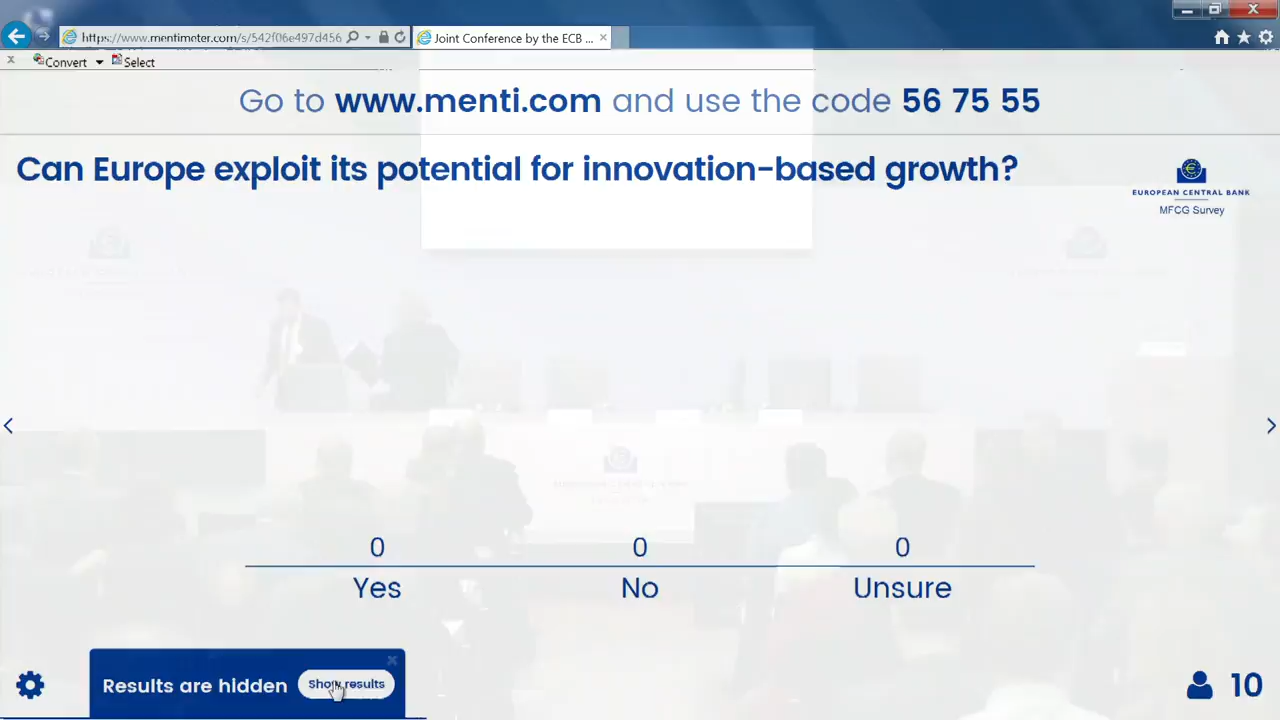 https://www.mentimeter.com/s/542f06e497d456
Joint Conference by the ECB ...
Convert
Select
Go to www.menti.com and use the code 56 75 55
Can Europe exploit its potential for innovation-based growth?
EUROPEAN CENTRAL BANK
MFCG Survey
0 0 0
Yes No Unsure
Results are hidden
Show results
10